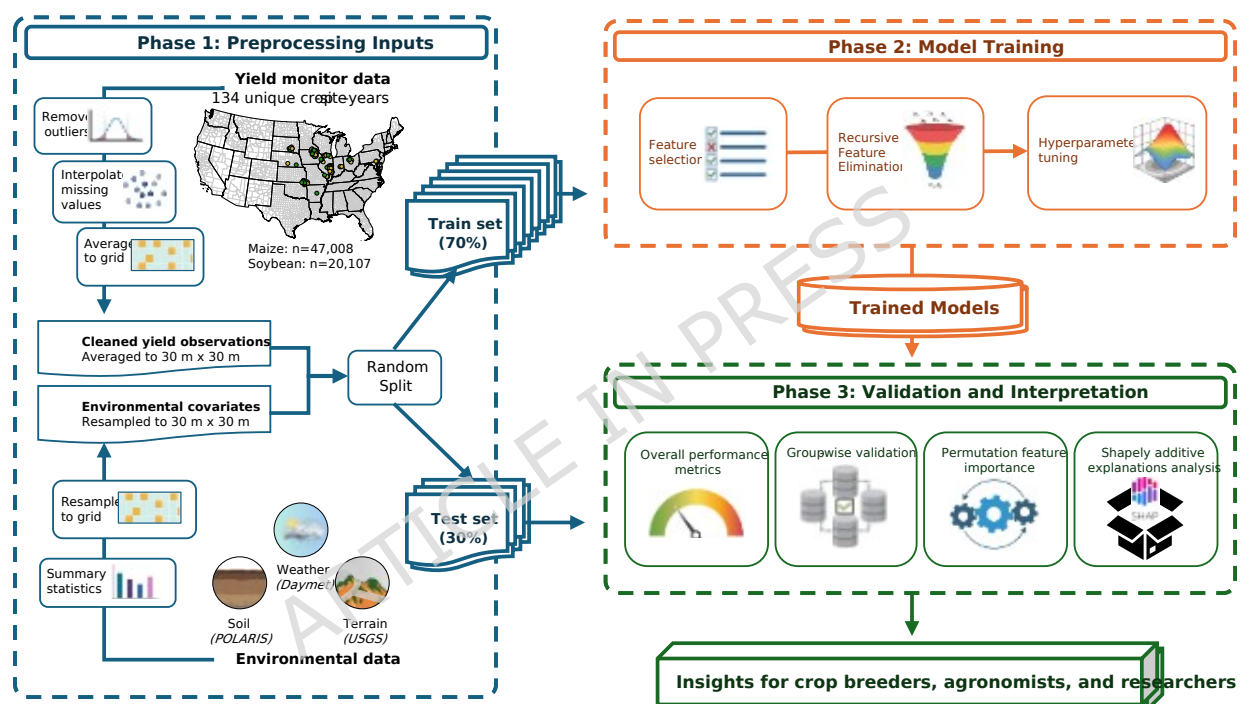 Phase 1: Preprocessing Inputs
Yield monitor data
134 unique crop site-years
Remove
outliers
Interpolate
missing
values
Average
to grid
Maize: n=47,008
Soybean: n=20,107
Cleaned yield observations
Averaged to 30 m x 30 m
Environmental covariates
Resampled to 30 m x 30 m
Random
Split
Train set
(70%)
Test set
(30%)
Resample
to grid
Summary
statistics
Weather
(Daymet)
Soil
(POLARIS)
Terrain
(USGS)
Environmental data
Phase 2: Model Training
Feature
selection
Recursive
Feature
Elimination
Hyperparameter
tuning
Trained Models
Phase 3: Validation and Interpretation
Overall performance
metrics
Groupwise validation
Permutation feature
importance
Shapely additive
explanations analysis
SHAP
Insights for crop breeders, agronomists, and researchers
ARTICLE IN PRESS